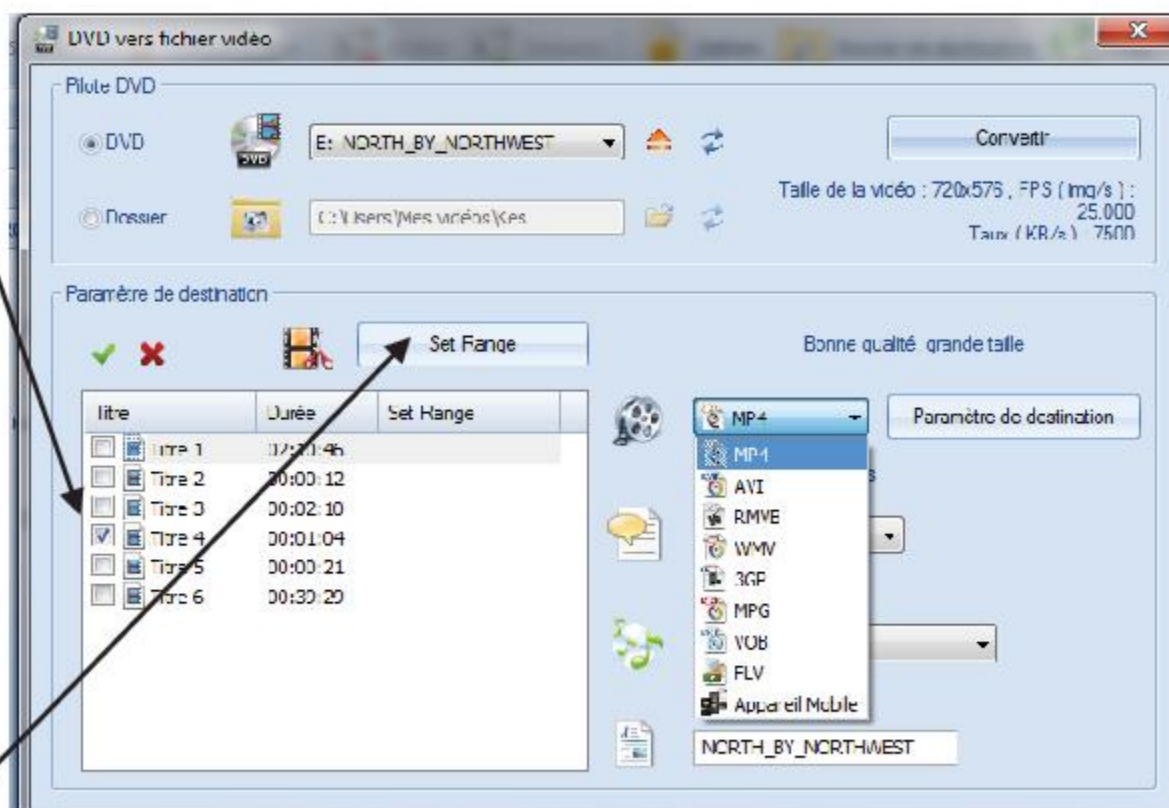 DVD vers fichier vidéo
Pilote DVD
DVD
E: NORTH_BY_NORTHWEST
Convertir
Taille de la vidéo : 720x576 , FPS ( img/s ) :
25.000
Taux ( KB/s ) : 7500
Dossier
C:\Users\Mes vidéos\Kes
Paramètre de destination
Set Range
Bonne qualité, grande taille
Titre Durée Set Range
Titre 1
Titre 2 00:00:12
Titre 3 00:02:10
Titre 4 00:01:04
Titre 5 00:00:21
Titre 6
MP4
Paramètre de destination
MP4
AVI
RMVB
WMV
3GP
MPG
VOB
FLV
Appareil Mobile
NORTH_BY_NORTHWEST